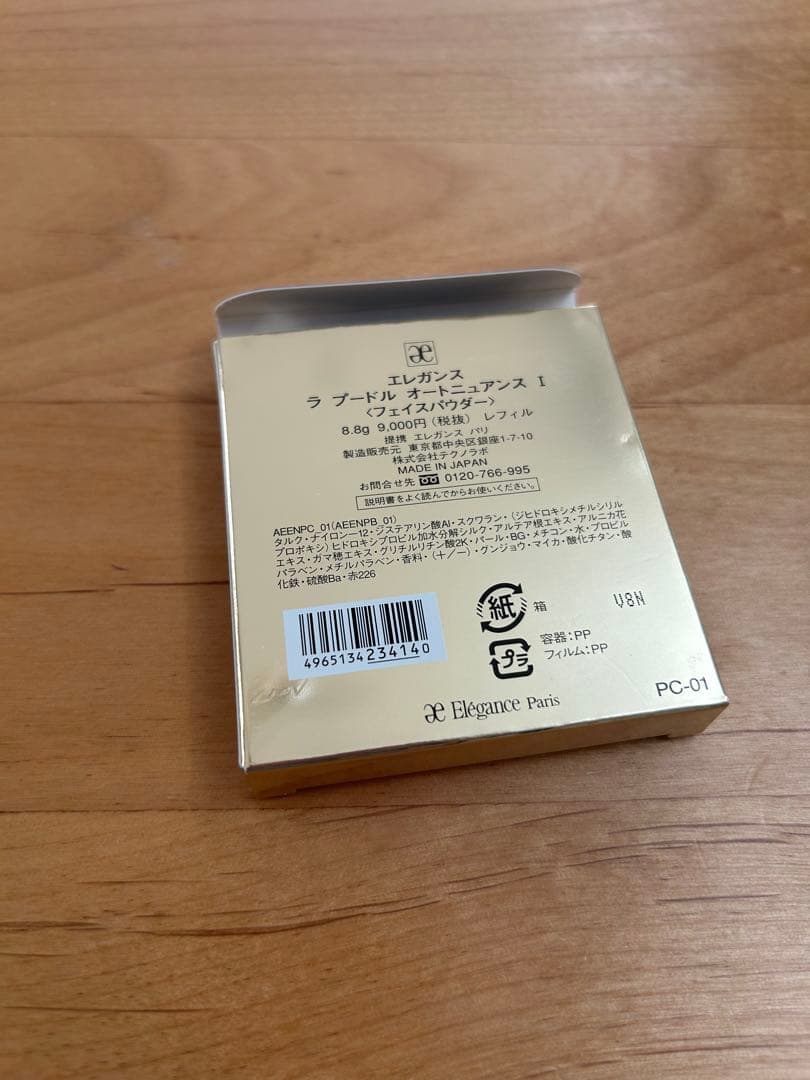 æ
エレガンス
ラ プードル オートニュアンス I
〈フェイスパウダー〉
8.8g 9,000円(税抜) レフィル
提携 エレガンス パリ
製造販売元 東京都中央区銀座1-7-10
株式会社テクノラボ
MADE IN JAPAN
お問合せ先 0120-766-995
説明書をよく読んでからお使いください。
AEENPC_01(AEENPB_01)
タルク・ナイロン-12・ジステアリン酸Al・スクワラン・(ジヒドロキシメチルシリル
プロポキシ)ヒドロキシプロピル加水分解シルク・アルテア根エキス・アルニカ花
エキス・ガマ穂エキス・グリチルリチン酸2K・パール・BG・メチコン・水・プロピル
パラベン・メチルパラベン・香料・(+/-)・グンジョウ・マイカ・酸化チタン・酸
化鉄・硫酸Ba・赤226
紙 箱
V8N
4965134234140
プラ
容器:PP
フィルム:PP
PC-01
æ Elégance Paris